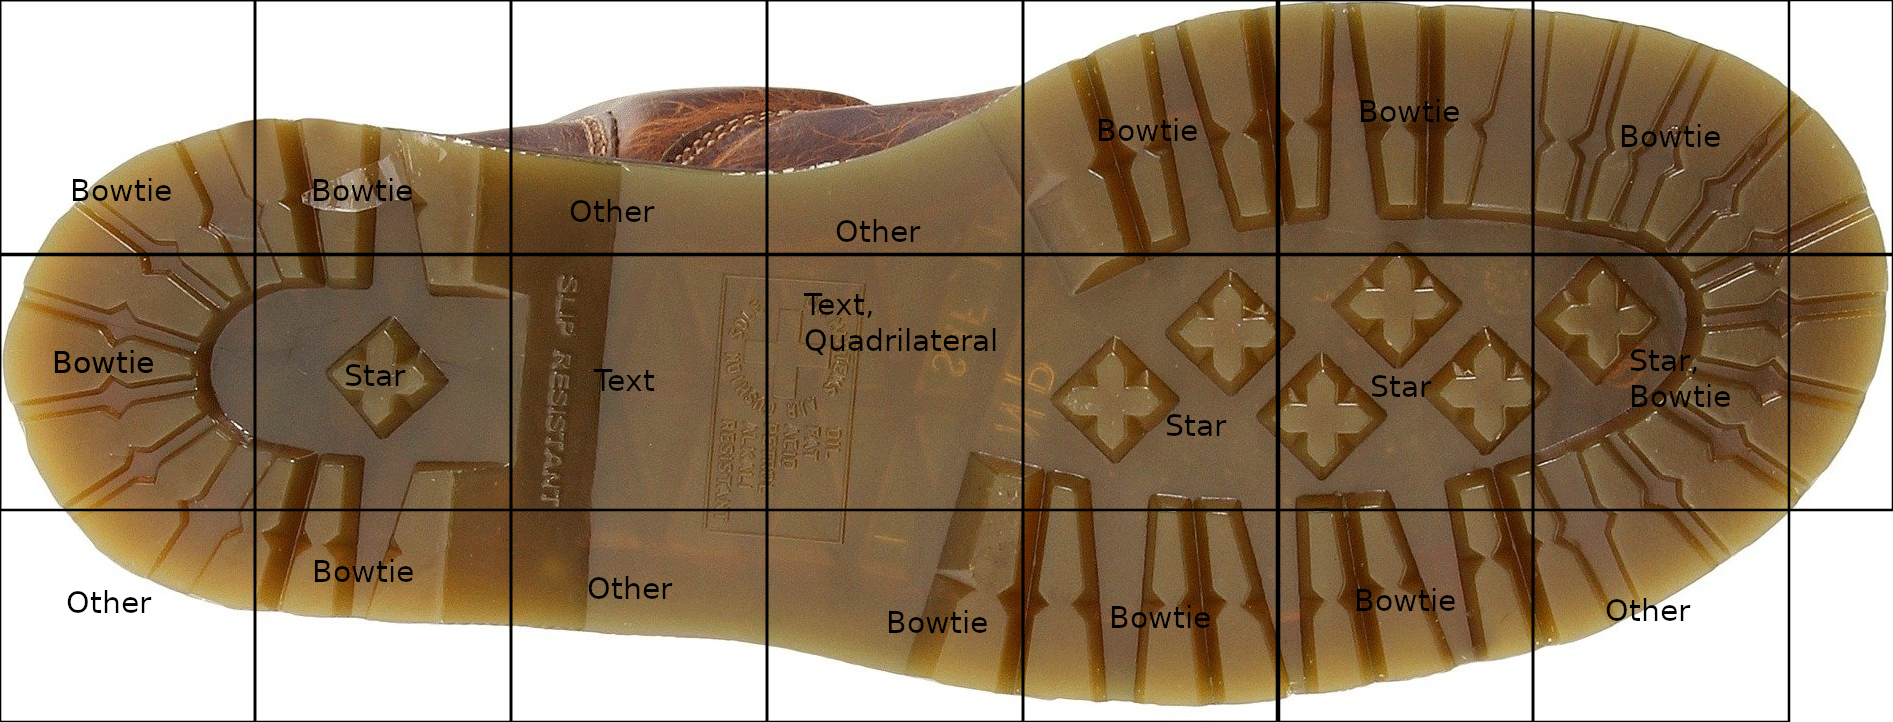 Bowtie
Bowtie
Other
Other
Bowtie
Bowtie
Bowtie
Bowtie
Star
SLIP RESISTANT
Text
Text,
Quadrilateral
OIL
FAT
ACID
PETROLE
ALKALI
RESISTANT
Star
Star
Star,
Bowtie
Other
Bowtie
Other
Bowtie
Bowtie
Bowtie
Other